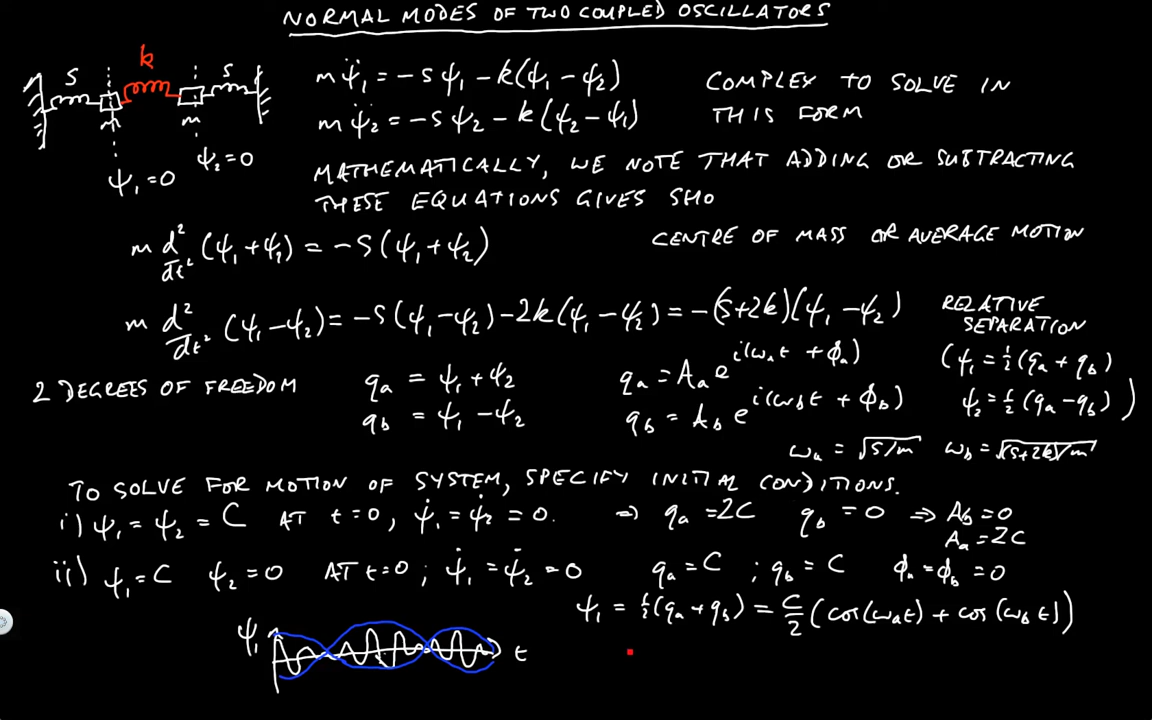 NORMAL MODES OF TWO COUPLED OSCILLATORS
k
s s
m m
ψ₁=0 ψ₂=0
mψ̈₁ = -sψ₁ - k(ψ₁-ψ₂)
mψ̈₂ = -sψ₂ - k(ψ₂-ψ₁)
COMPLEX TO SOLVE IN
THIS FORM
MATHEMATICALLY, WE NOTE THAT ADDING OR SUBTRACTING
THESE EQUATIONS GIVES SHO
m d²/dt² (ψ₁+ψ₂) = -s(ψ₁+ψ₂) CENTRE OF MASS OR AVERAGE MOTION
m d²/dt² (ψ₁-ψ₂) = -s(ψ₁-ψ₂) -2k(ψ₁-ψ₂) = -(s+2k)(ψ₁-ψ₂) RELATIVE
SEPARATION
2 DEGREES OF FREEDOM qₐ = ψ₁+ψ₂ qₐ = Aₐe^i(ωₐt + ϕₐ) (ψ₁ = ½(qₐ + q_b)
q_b = ψ₁ - ψ₂ q_b = A_b e^i(ω_b t + ϕ_b) ψ₂ = ½(qₐ - q_b))
ωₐ = √s/m ω_b = √(s+2k)/m
TO SOLVE FOR MOTION OF SYSTEM, SPECIFY INITIAL CONDITIONS.
i) ψ₁ = ψ₂ = C AT t=0, ψ̇₁ = ψ̇₂ = 0. ⇒ qₐ = 2C q_b = 0 ⇒ A_b = 0
Aₐ = 2C
ii) ψ₁ = C ψ₂ = 0 AT t=0; ψ̇₁ = ψ̇₂ = 0 qₐ = C ; q_b = C ϕₐ = ϕ_b = 0
ψ₁ = ½(qₐ + q_b) = C/2 (cos(ωₐt) + cos(ω_b t))
ψ₁ t